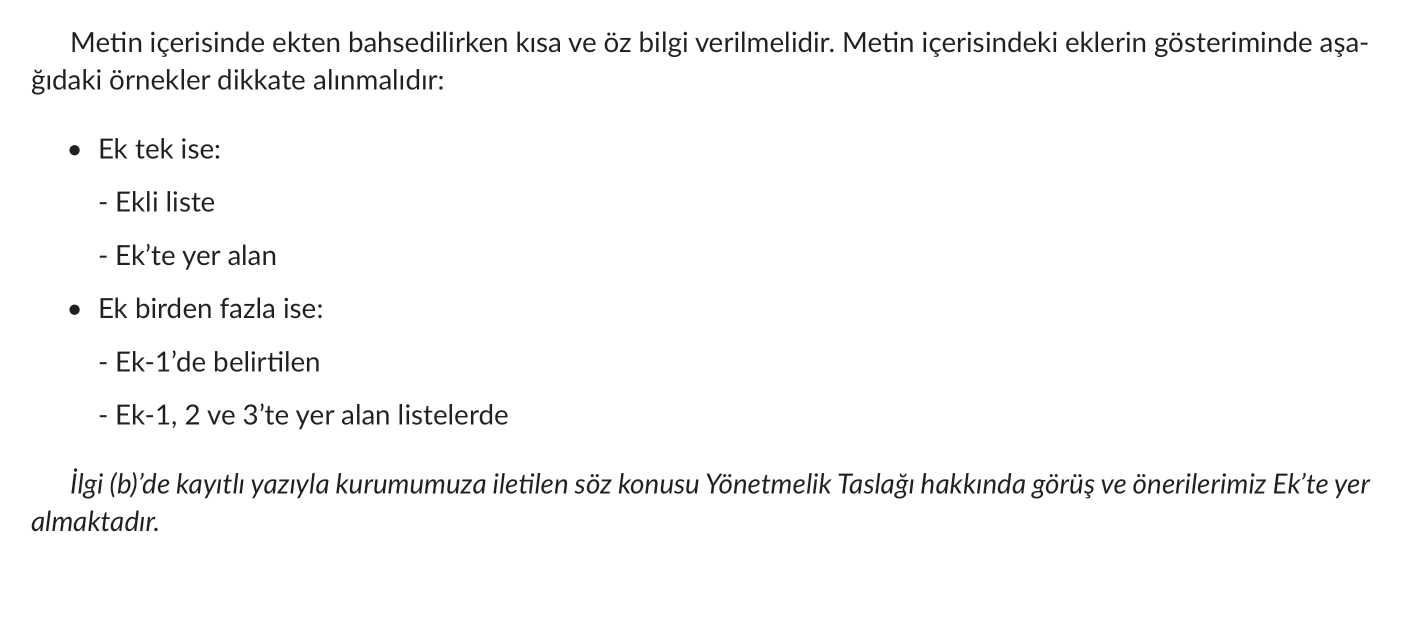 Metin içerisinde ekten bahsedilirken kısa ve öz bilgi verilmelidir. Metin içerisindeki eklerin gösteriminde aşa-
ğıdaki örnekler dikkate alınmalıdır:
• Ek tek ise:
- Ekli liste
- Ek’te yer alan
• Ek birden fazla ise:
- Ek-1’de belirtilen
- Ek-1, 2 ve 3’te yer alan listelerde
İlgi (b)’de kayıtlı yazıyla kurumumuza iletilen söz konusu Yönetmelik Taslağı hakkında görüş ve önerilerimiz Ek’te yer
almaktadır.